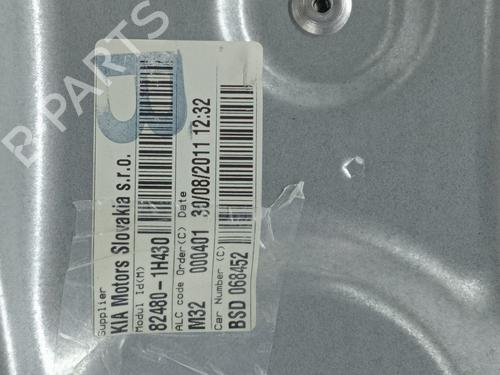 Supplier
KIA Motors Slovakia s.r.o.
Modul Id(M)
82480-1H430
ALC code Order(C) Date
M32 000401 30/08/2011 12:32
Car Number (C)
BSD 068452
B-PARTS